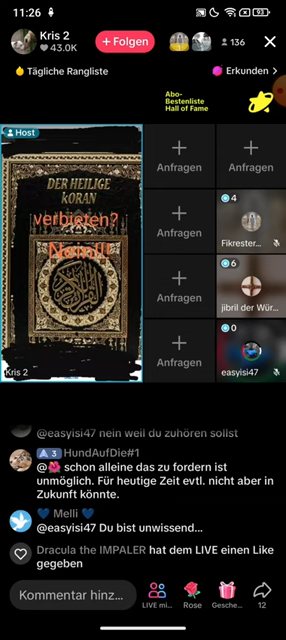 11:26
93
Kris 2
43.0K
+ Folgen
136
Tägliche Rangliste
Erkunden >
Abo-
Bestenliste
Hall of Fame
Host
DER HEILIGE
KORAN
verbieten?
Nein!!
Kris 2
Anfragen
Anfragen
Anfragen
4
Fikrester...
Anfragen
6
jibril der Wür...
Anfragen
0
easyisi47
@easyisi47 nein weil du zuhören sollst
A 3 HundAufDie#1
@🌺 schon alleine das zu fordern ist
unmöglich. Für heutige Zeit evtl. nicht aber in
Zukunft könnte.
💙 Melli 💙
@easyisi47 Du bist unwissend...
Dracula the IMPALER hat dem LIVE einen Like
gegeben
Kommentar hinz...
LIVE mi...
Rose
Gesche...
12